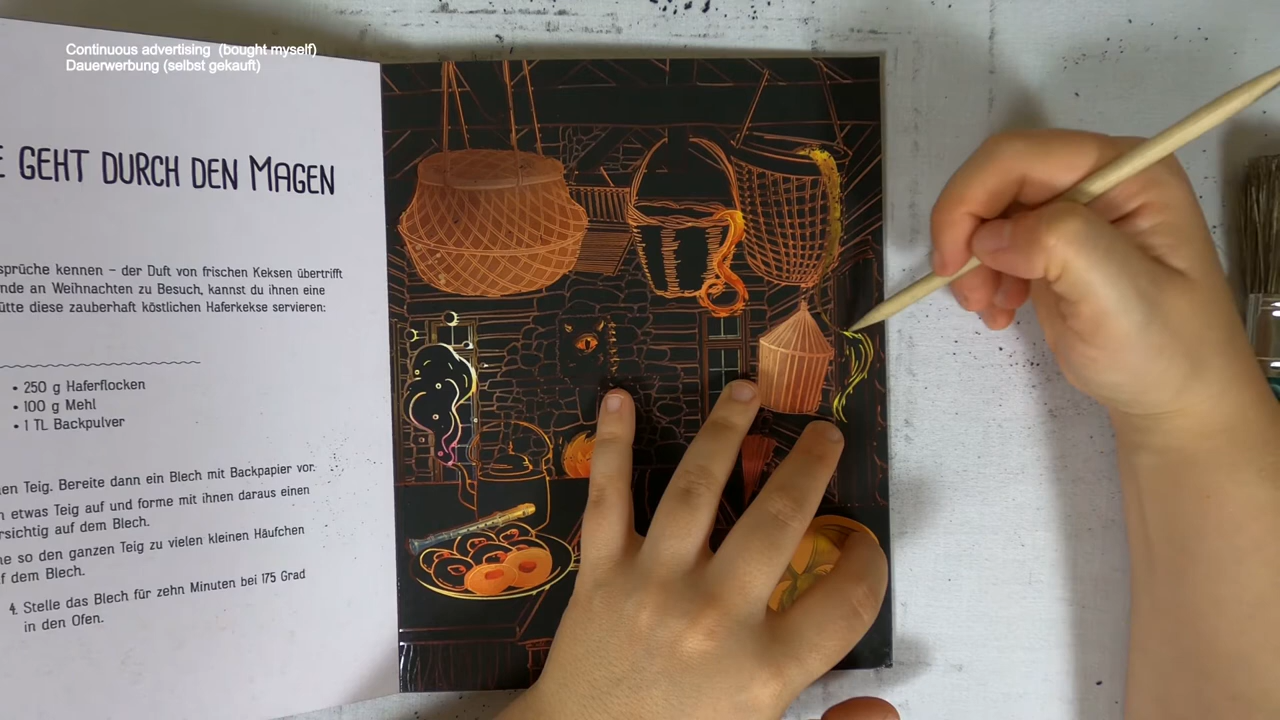 Continuous advertising (bought myself)
Dauerwerbung (selbst gekauft)
GEHT DURCH DEN MAGEN
sprüche kennen – der Duft von frischen Keksen übertrifft
nde an Weihnachten zu Besuch, kannst du ihnen eine
ütte diese zauberhaft köstlichen Haferkekse servieren:
• 250 g Haferflocken
• 100 g Mehl
• 1 TL Backpulver
en Teig. Bereite dann ein Blech mit Backpapier vor.
etwas Teig auf und forme mit ihnen daraus einen
rsichtig auf dem Blech.
ne so den ganzen Teig zu vielen kleinen Häufchen
f dem Blech.
4. Stelle das Blech für zehn Minuten bei 175 Grad
in den Ofen.